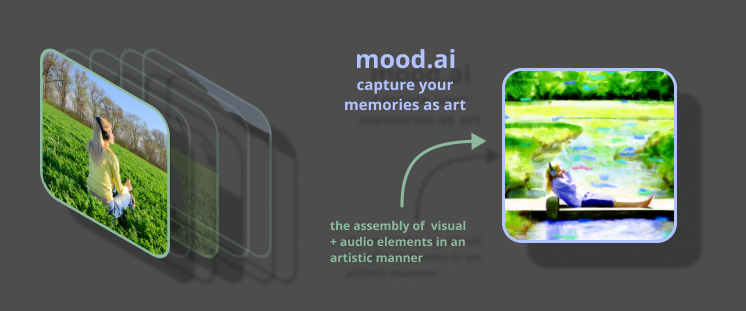 mood.ai
capture your
memories as art
the assembly of visual
+ audio elements in an
artistic manner